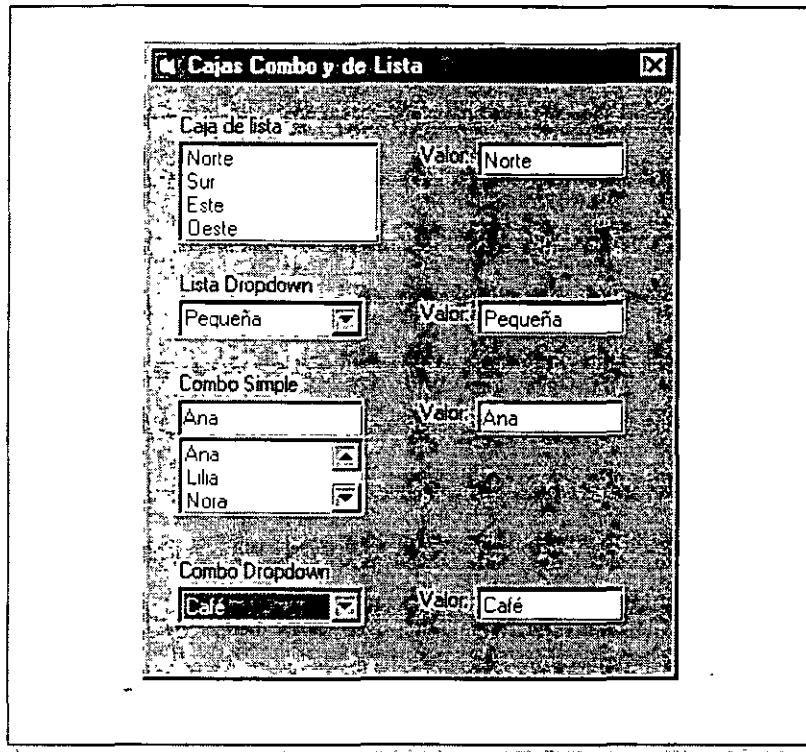 Cajas Combo y de Lista
Caja de lista
Norte
Sur
Este
Oeste
Valor: Norte
Lista Dropdown
Pequeña
Valor: Pequeña
Combo Simple
Ana
Ana
Lilia
Nora
Valor: Ana
Combo Dropdown
Café
Valor: Café